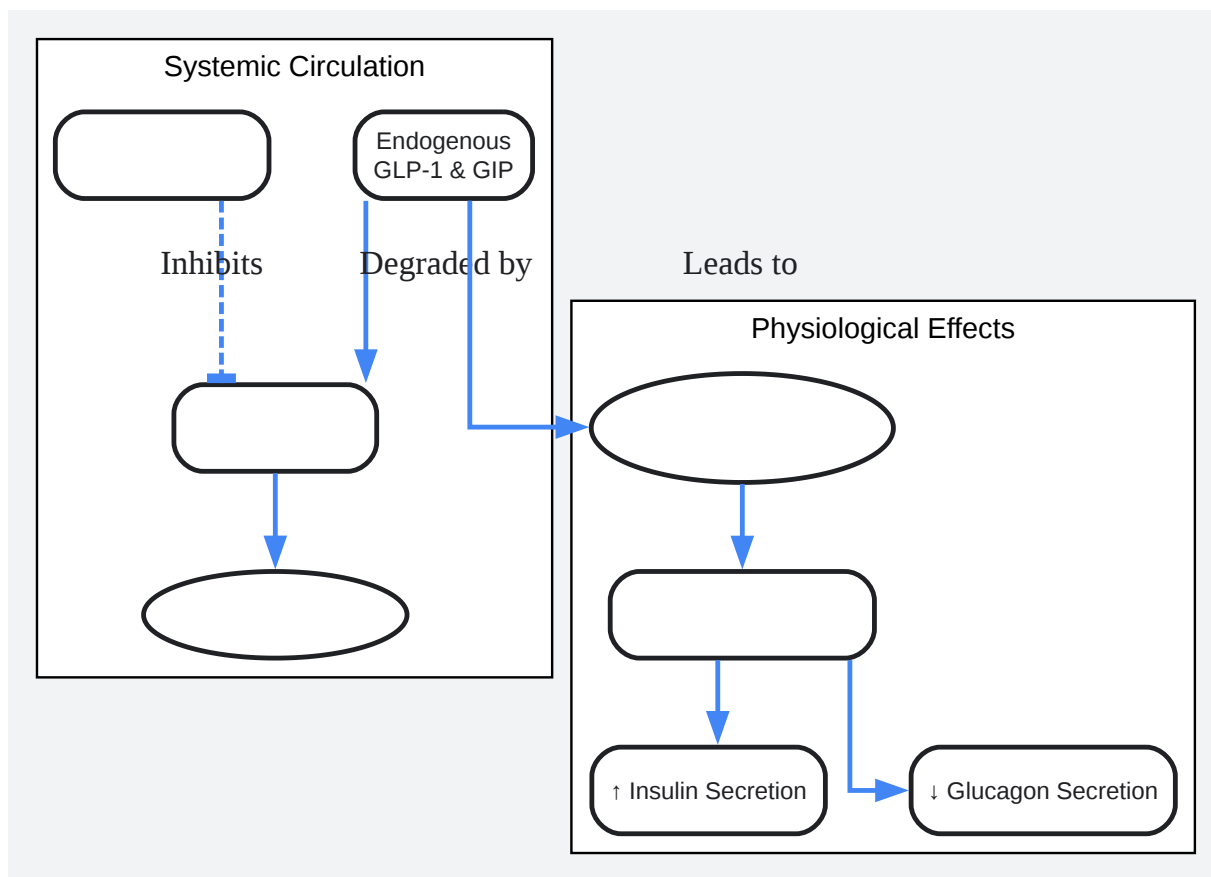 Systemic Circulation
Endogenous
GLP-1 & GIP
Inhibits
Degraded by
Leads to
Physiological Effects
↑ Insulin Secretion
↓ Glucagon Secretion